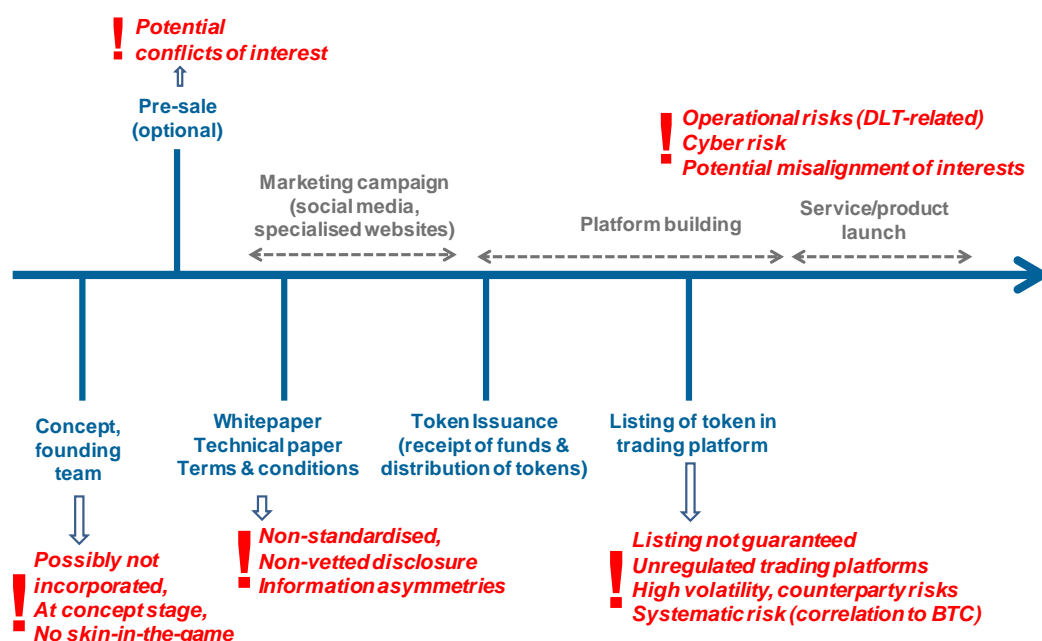 !
Potential
conflicts of interest
Pre-sale
(optional)
!
Operational risks (DLT-related)
Cyber risk
Potential misalignment of interests
Marketing campaign
(social media,
specialised websites)
Platform building
Service/product
launch
Concept,
founding
team
Whitepaper
Technical paper
Terms & conditions
Token Issuance
(receipt of funds &
distribution of tokens)
Listing of token in
trading platform
!
Possibly not
incorporated,
At concept stage,
No skin-in-the-game
!
Non-standardised,
Non-vetted disclosure
Information asymmetries
!
Listing not guaranteed
Unregulated trading platforms
High volatility, counterparty risks
Systematic risk (correlation to BTC)